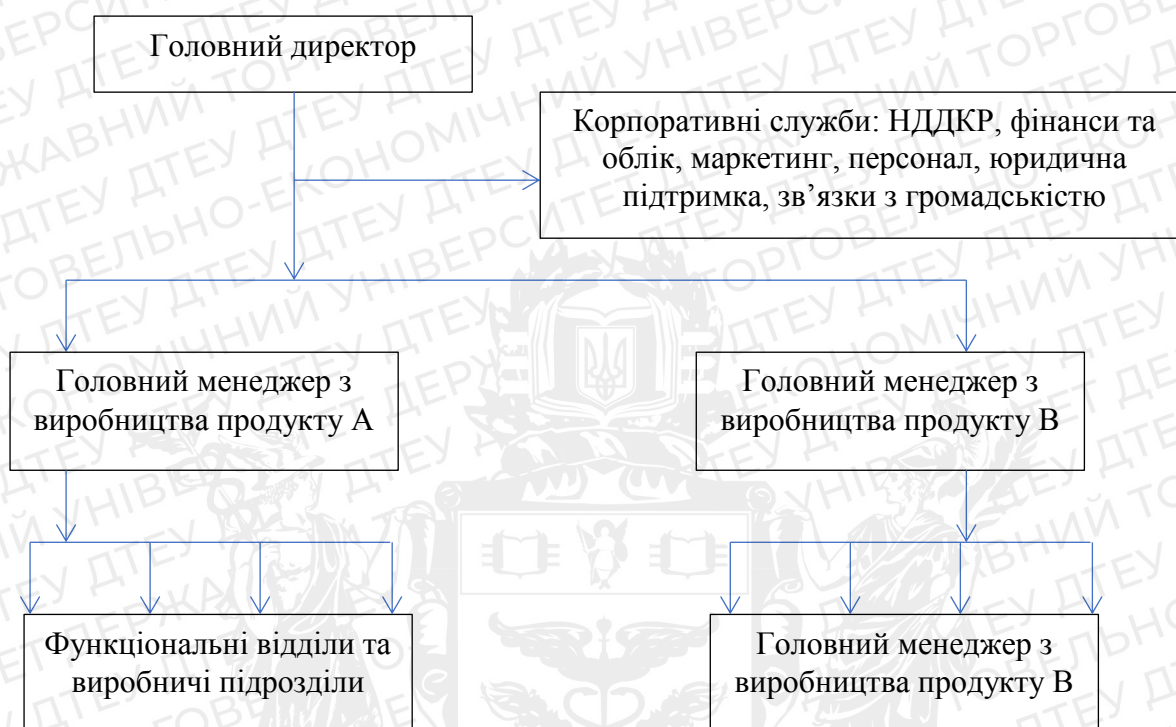 Головний директор
Корпоративні служби: НДДКР, фінанси та
облік, маркетинг, персонал, юридична
підтримка, зв’язки з громадськістю
Головний менеджер з
виробництва продукту А
Головний менеджер з
виробництва продукту В
Функціональні відділи та
виробничі підрозділи
Головний менеджер з
виробництва продукту В